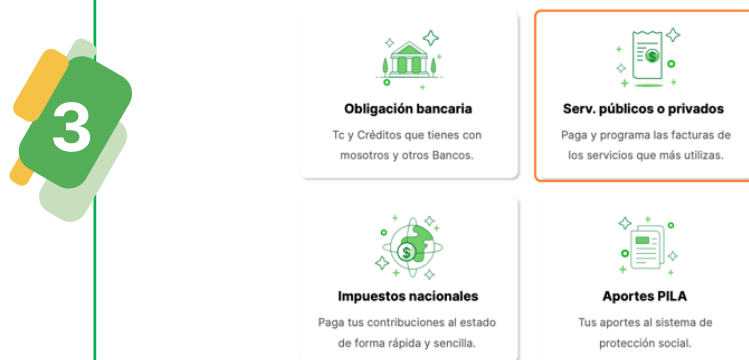 3
Obligación bancaria
Tc y Créditos que tienes con
mosotros y otros Bancos.
Serv. públicos o privados
Paga y programa las facturas de
los servicios que más utilizas.
Impuestos nacionales
Paga tus contribuciones al estado
de forma rápida y sencilla.
Aportes PILA
Tus aportes al sistema de
protección social.